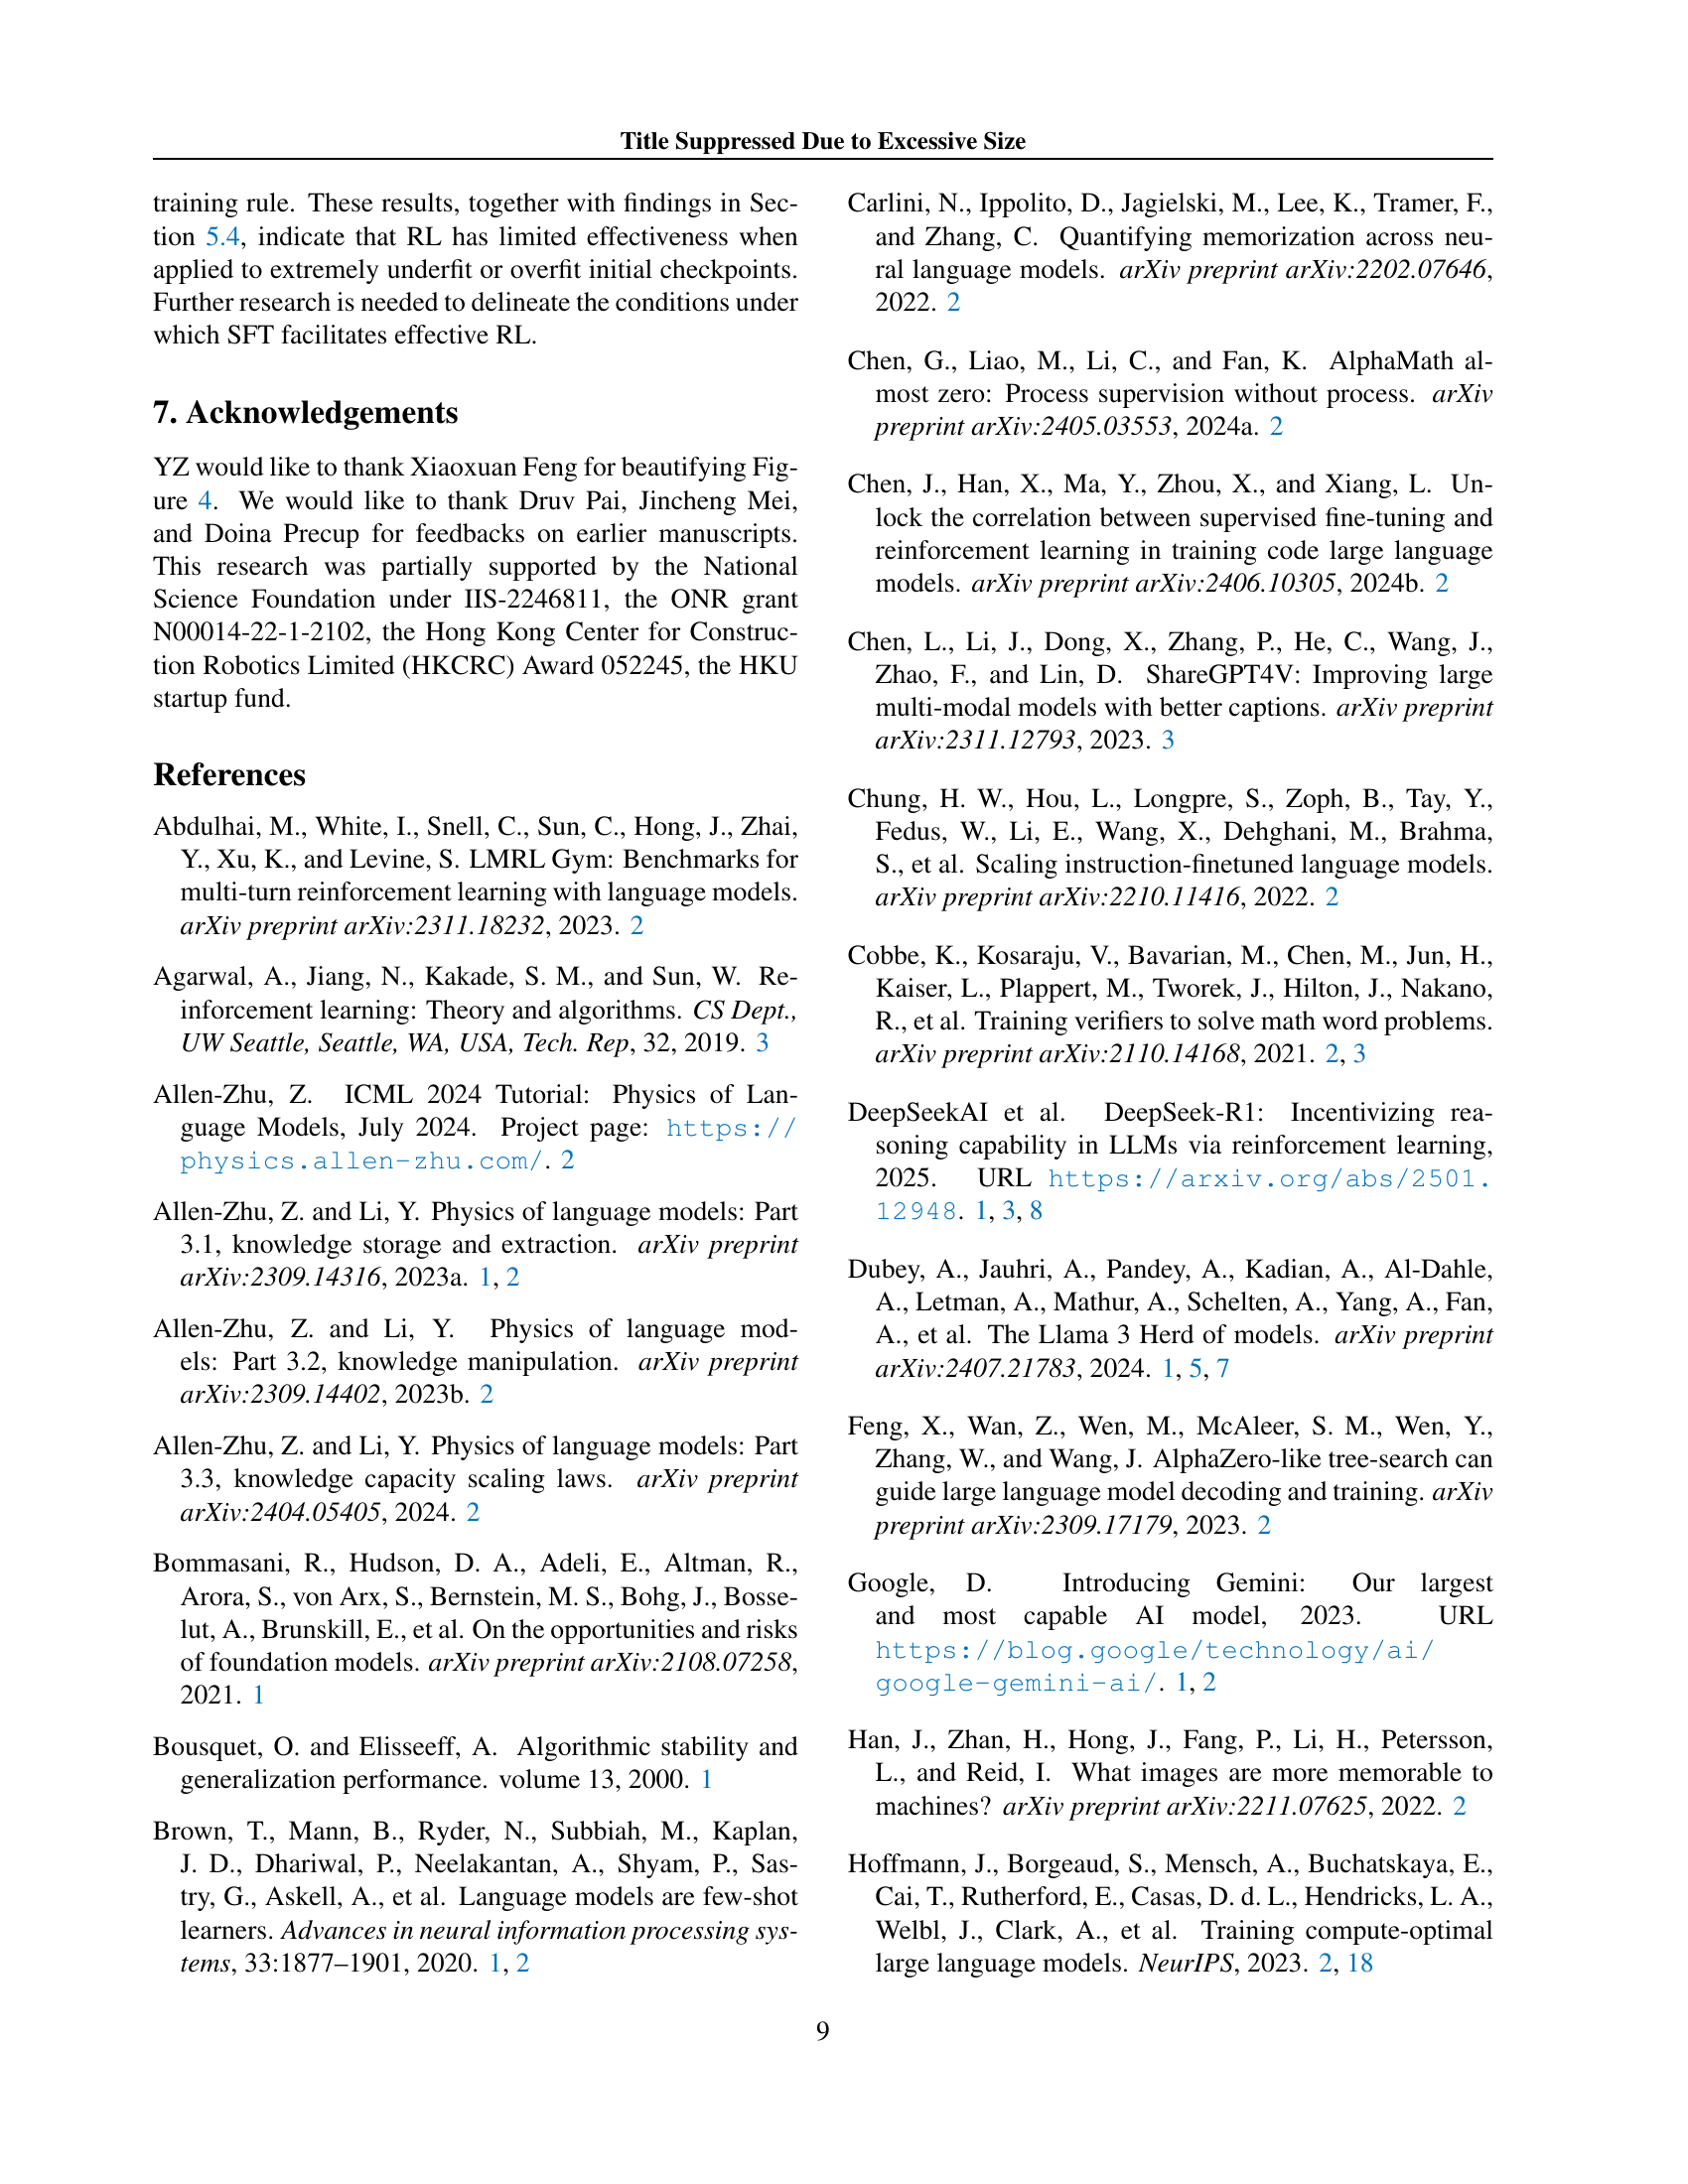 Title Suppressed Due to Excessive Size
training rule. These results, together with findings in Sec-
tion 5.4, indicate that RL has limited effectiveness when
applied to extremely underfit or overfit initial checkpoints.
Further research is needed to delineate the conditions under
which SFT facilitates effective RL.
7. Acknowledgements
YZ would like to thank Xiaoxuan Feng for beautifying Fig-
ure 4. We would like to thank Druv Pai, Jincheng Mei,
and Doina Precup for feedbacks on earlier manuscripts.
This research was partially supported by the National
Science Foundation under IIS-2246811, the ONR grant
N00014-22-1-2102, the Hong Kong Center for Construc-
tion Robotics Limited (HKCRC) Award 052245, the HKU
startup fund.
References
Abdulhai, M., White, I., Snell, C., Sun, C., Hong, J., Zhai,
Y., Xu, K., and Levine, S. LMRL Gym: Benchmarks for
multi-turn reinforcement learning with language models.
arXiv preprint arXiv:2311.18232, 2023. 2
Agarwal, A., Jiang, N., Kakade, S. M., and Sun, W. Re-
inforcement learning: Theory and algorithms. CS Dept.,
UW Seattle, Seattle, WA, USA, Tech. Rep, 32, 2019. 3
Allen-Zhu, Z. ICML 2024 Tutorial: Physics of Lan-
guage Models, July 2024. Project page: https://
physics.allen-zhu.com/. 2
Allen-Zhu, Z. and Li, Y. Physics of language models: Part
3.1, knowledge storage and extraction. arXiv preprint
arXiv:2309.14316, 2023a. 1, 2
Allen-Zhu, Z. and Li, Y. Physics of language mod-
els: Part 3.2, knowledge manipulation. arXiv preprint
arXiv:2309.14402, 2023b. 2
Allen-Zhu, Z. and Li, Y. Physics of language models: Part
3.3, knowledge capacity scaling laws. arXiv preprint
arXiv:2404.05405, 2024. 2
Bommasani, R., Hudson, D. A., Adeli, E., Altman, R.,
Arora, S., von Arx, S., Bernstein, M. S., Bohg, J., Bosse-
lut, A., Brunskill, E., et al. On the opportunities and risks
of foundation models. arXiv preprint arXiv:2108.07258,
2021. 1
Bousquet, O. and Elisseeff, A. Algorithmic stability and
generalization performance. volume 13, 2000. 1
Brown, T., Mann, B., Ryder, N., Subbiah, M., Kaplan,
J. D., Dhariwal, P., Neelakantan, A., Shyam, P., Sas-
try, G., Askell, A., et al. Language models are few-shot
learners. Advances in neural information processing sys-
tems, 33:1877–1901, 2020. 1, 2
Carlini, N., Ippolito, D., Jagielski, M., Lee, K., Tramer, F.,
and Zhang, C. Quantifying memorization across neu-
ral language models. arXiv preprint arXiv:2202.07646,
2022. 2
Chen, G., Liao, M., Li, C., and Fan, K. AlphaMath al-
most zero: Process supervision without process. arXiv
preprint arXiv:2405.03553, 2024a. 2
Chen, J., Han, X., Ma, Y., Zhou, X., and Xiang, L. Un-
lock the correlation between supervised fine-tuning and
reinforcement learning in training code large language
models. arXiv preprint arXiv:2406.10305, 2024b. 2
Chen, L., Li, J., Dong, X., Zhang, P., He, C., Wang, J.,
Zhao, F., and Lin, D. ShareGPT4V: Improving large
multi-modal models with better captions. arXiv preprint
arXiv:2311.12793, 2023. 3
Chung, H. W., Hou, L., Longpre, S., Zoph, B., Tay, Y.,
Fedus, W., Li, E., Wang, X., Dehghani, M., Brahma,
S., et al. Scaling instruction-finetuned language models.
arXiv preprint arXiv:2210.11416, 2022. 2
Cobbe, K., Kosaraju, V., Bavarian, M., Chen, M., Jun, H.,
Kaiser, L., Plappert, M., Tworek, J., Hilton, J., Nakano,
R., et al. Training verifiers to solve math word problems.
arXiv preprint arXiv:2110.14168, 2021. 2, 3
DeepSeekAI et al. DeepSeek-R1: Incentivizing rea-
soning capability in LLMs via reinforcement learning,
2025. URL https://arxiv.org/abs/2501.
12948. 1, 3, 8
Dubey, A., Jauhri, A., Pandey, A., Kadian, A., Al-Dahle,
A., Letman, A., Mathur, A., Schelten, A., Yang, A., Fan,
A., et al. The Llama 3 Herd of models. arXiv preprint
arXiv:2407.21783, 2024. 1, 5, 7
Feng, X., Wan, Z., Wen, M., McAleer, S. M., Wen, Y.,
Zhang, W., and Wang, J. AlphaZero-like tree-search can
guide large language model decoding and training. arXiv
preprint arXiv:2309.17179, 2023. 2
Google, D. Introducing Gemini: Our largest
and most capable AI model, 2023. URL
https://blog.google/technology/ai/
google-gemini-ai/. 1, 2
Han, J., Zhan, H., Hong, J., Fang, P., Li, H., Petersson,
L., and Reid, I. What images are more memorable to
machines? arXiv preprint arXiv:2211.07625, 2022. 2
Hoffmann, J., Borgeaud, S., Mensch, A., Buchatskaya, E.,
Cai, T., Rutherford, E., Casas, D. d. L., Hendricks, L. A.,
Welbl, J., Clark, A., et al. Training compute-optimal
large language models. NeurIPS, 2023. 2, 18
9